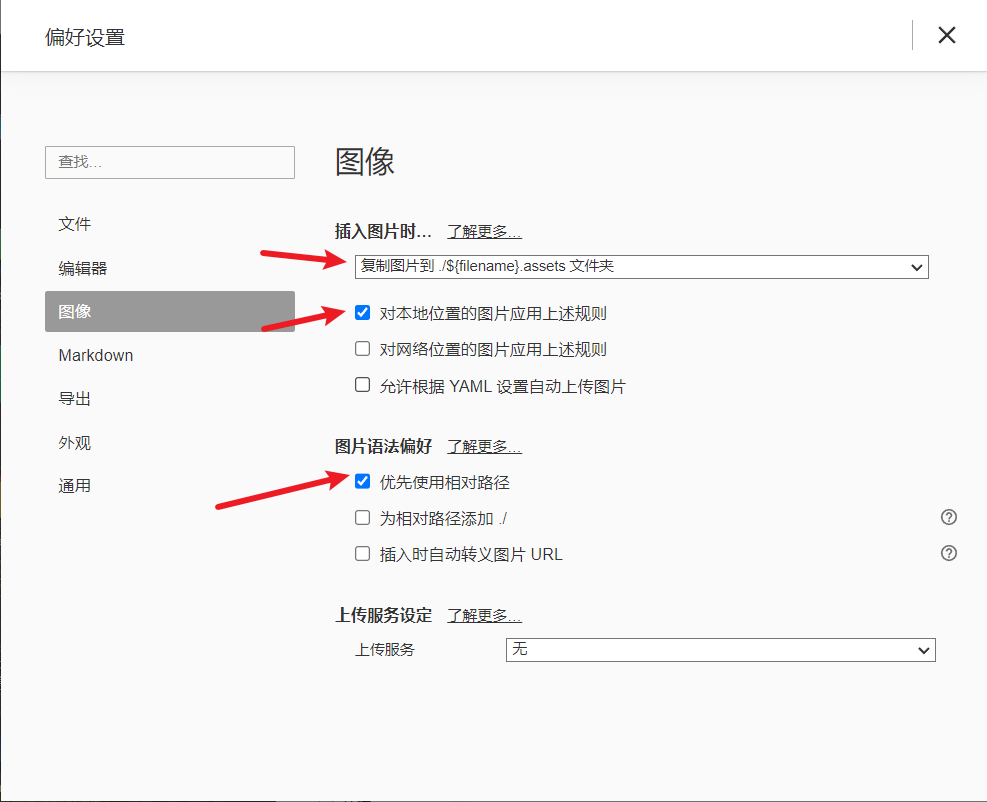 偏好设置
查找...
文件
编辑器
图像
Markdown
导出
外观
通用
图像
插入图片时... 了解更多...
复制图片到 ./${filename}.assets 文件夹
对本地位置的图片应用上述规则
对网络位置的图片应用上述规则
允许根据 YAML 设置自动上传图片
图片语法偏好 了解更多...
优先使用相对路径
为相对路径添加 ./
插入时自动转义图片 URL
上传服务设定 了解更多...
上传服务 无